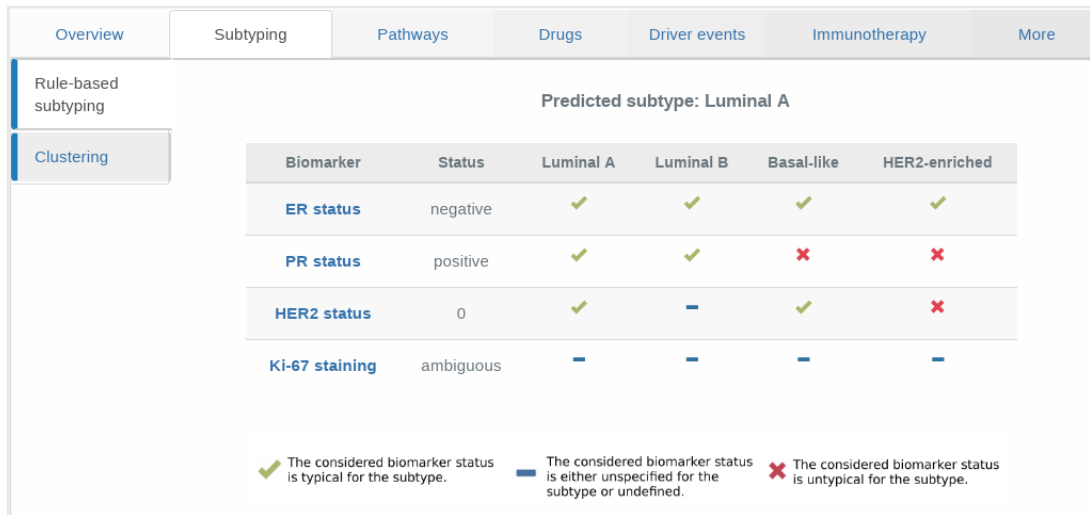 Overview Subtyping Pathways Drugs Driver events Immunotherapy More
Rule-based
subtyping
Clustering
Predicted subtype: Luminal A
Biomarker Status Luminal A Luminal B Basal-like HER2-enriched
ER status negative
PR status positive
HER2 status 0
Ki-67 staining ambiguous
The considered biomarker status
is typical for the subtype.
The considered biomarker status
is either unspecified for the
subtype or undefined.
The considered biomarker status
is untypical for the subtype.